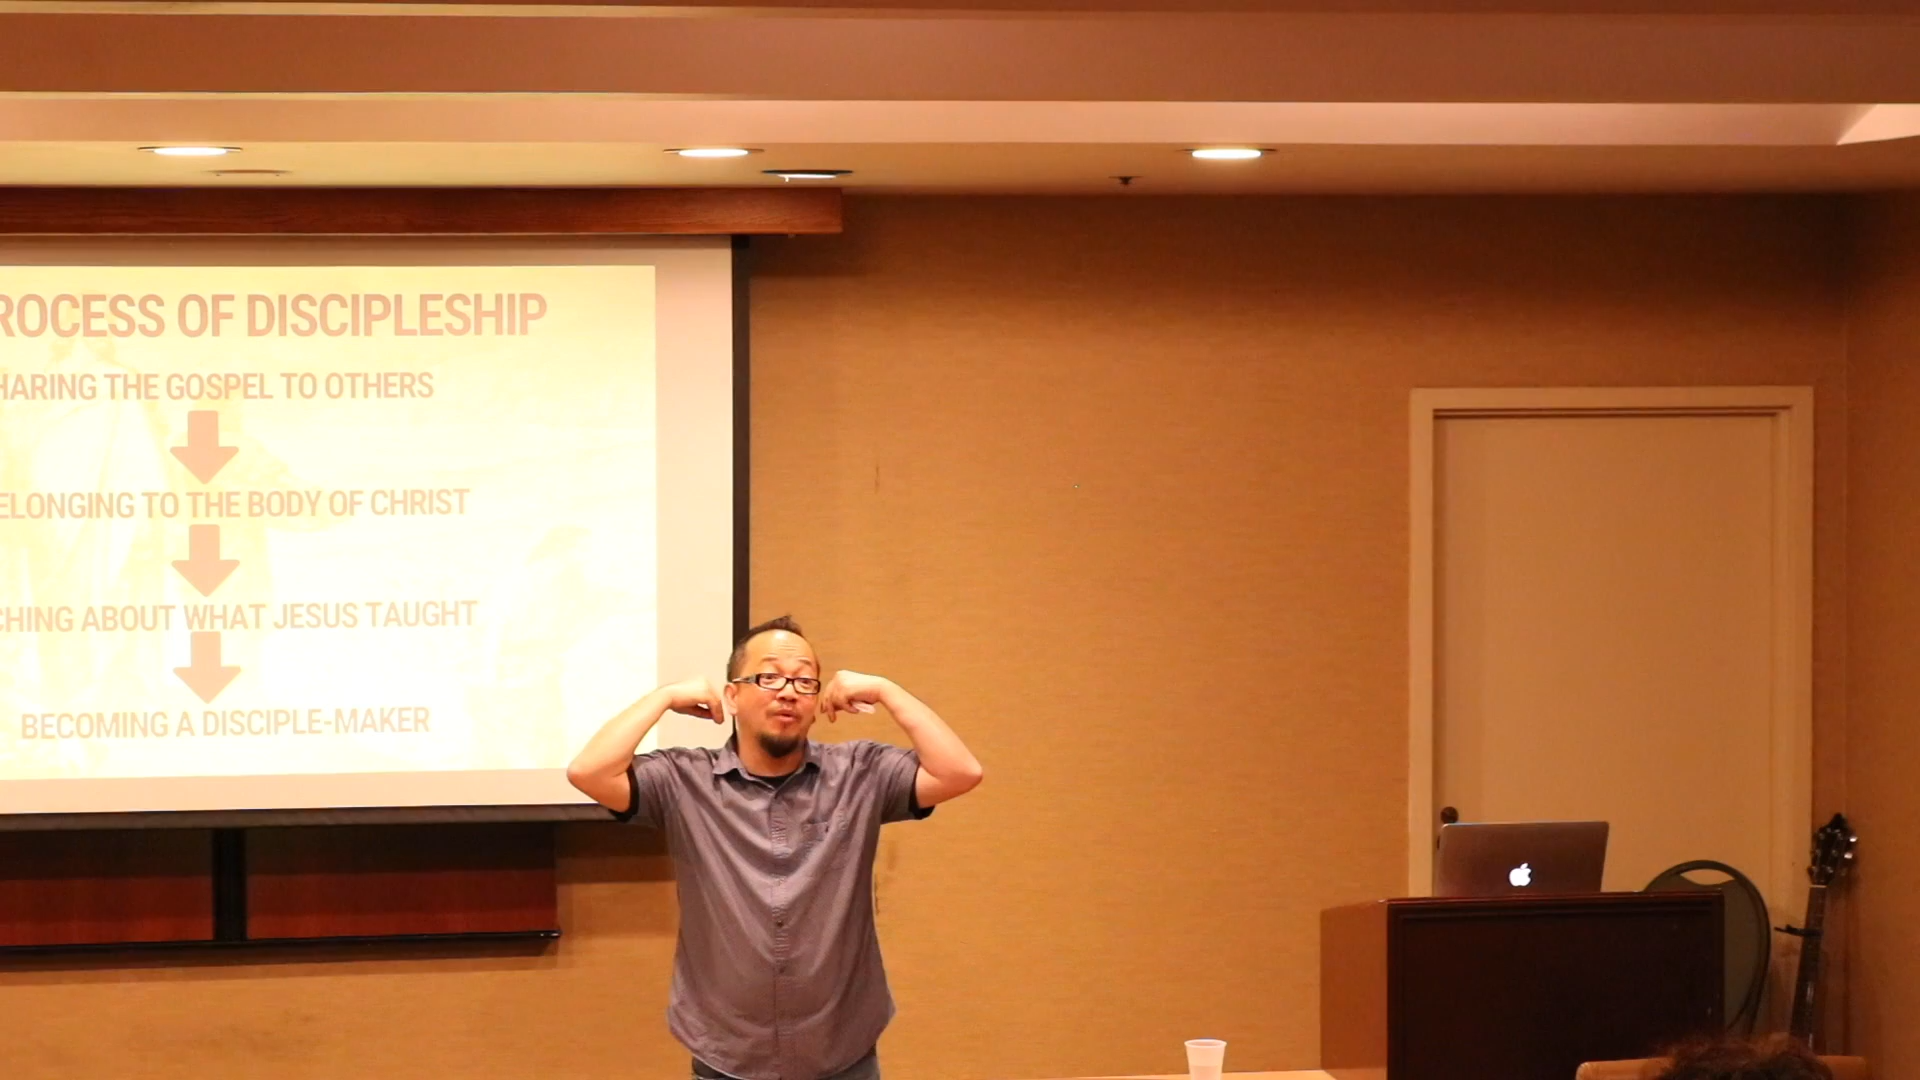 ROCESS OF DISCIPLESHIP
HARING THE GOSPEL TO OTHERS
ELONGING TO THE BODY OF CHRIST
CHING ABOUT WHAT JESUS TAUGHT
BECOMING A DISCIPLE-MAKER